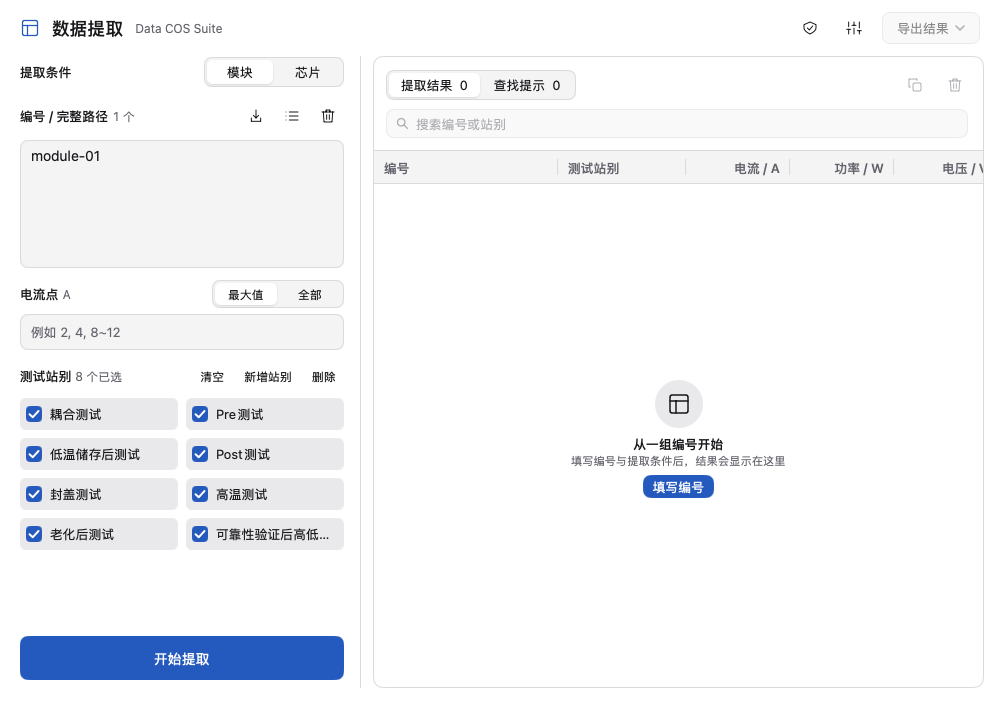 数据提取 Data COS Suite
导出结果
提取条件
模块 芯片
编号 / 完整路径 1 个
module-01
电流点 A
最大值 全部
例如 2, 4, 8~12
测试站别 8 个已选
清空 新增站别 删除
耦合测试 Pre测试
低温储存后测试 Post测试
封盖测试 高温测试
老化后测试 可靠性验证后高低...
开始提取
提取结果 0 查找提示 0
搜索编号或站别
编号 测试站别 电流 / A 功率 / W 电压 / V
从一组编号开始
填写编号与提取条件后，结果会显示在这里
填写编号